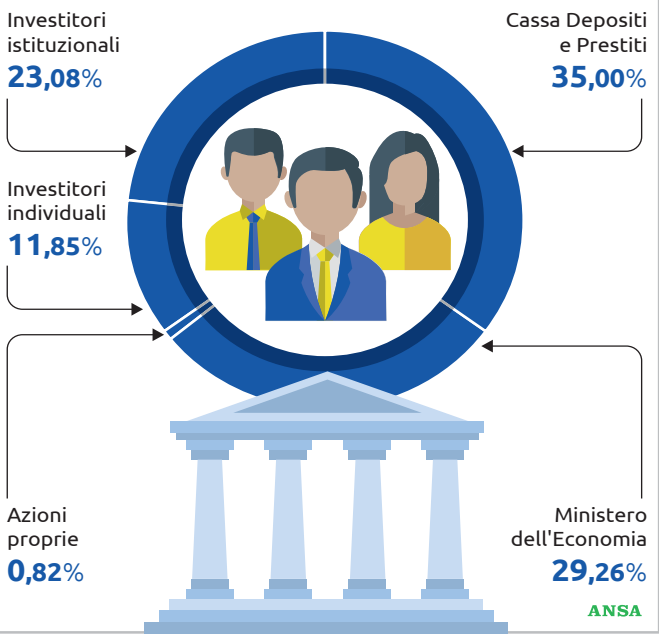 Investitori
istituzionali
23,08%
Cassa Depositi
e Prestiti
35,00%
Investitori
individuali
11,85%
Azioni
proprie
0,82%
Ministero
dell'Economia
29,26%
ANSA